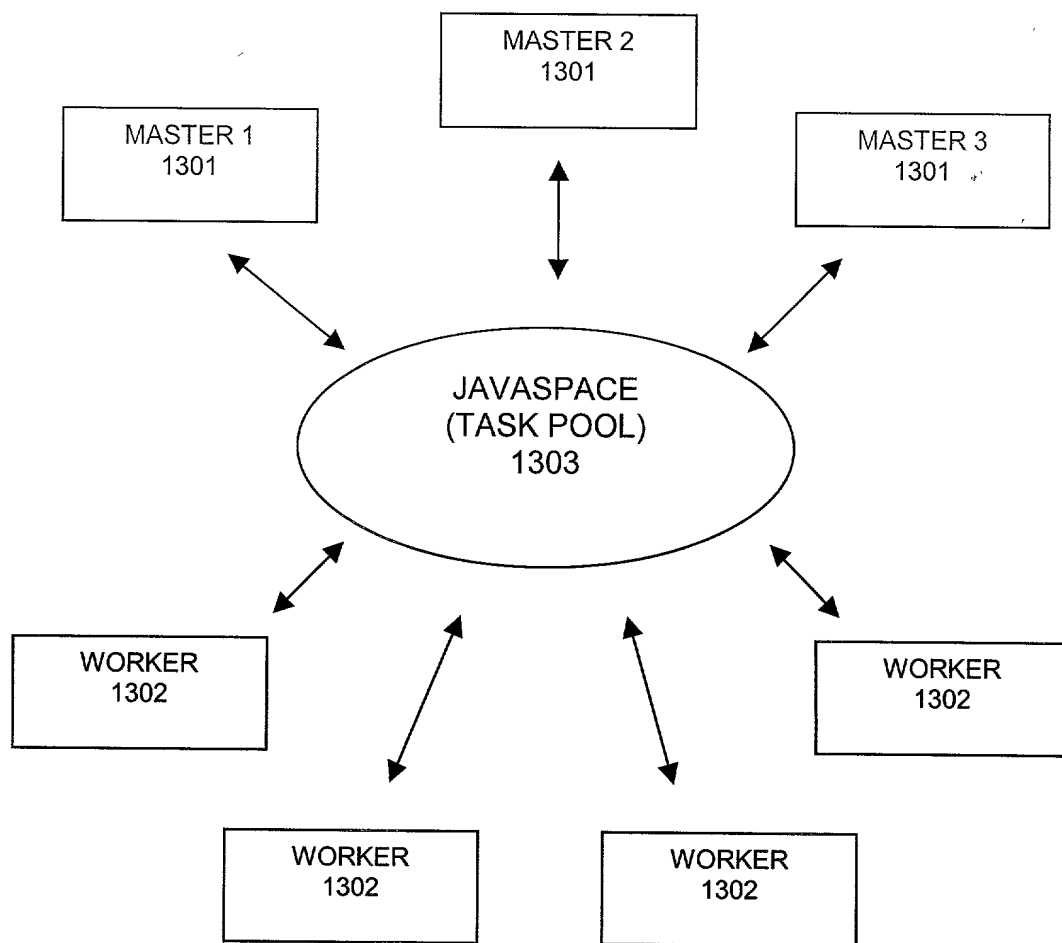 MASTER 2
1301
MASTER 1
1301
MASTER 3
1301
JAVASPACE
(TASK POOL)
1303
WORKER
1302
WORKER
1302
WORKER
1302
WORKER
1302